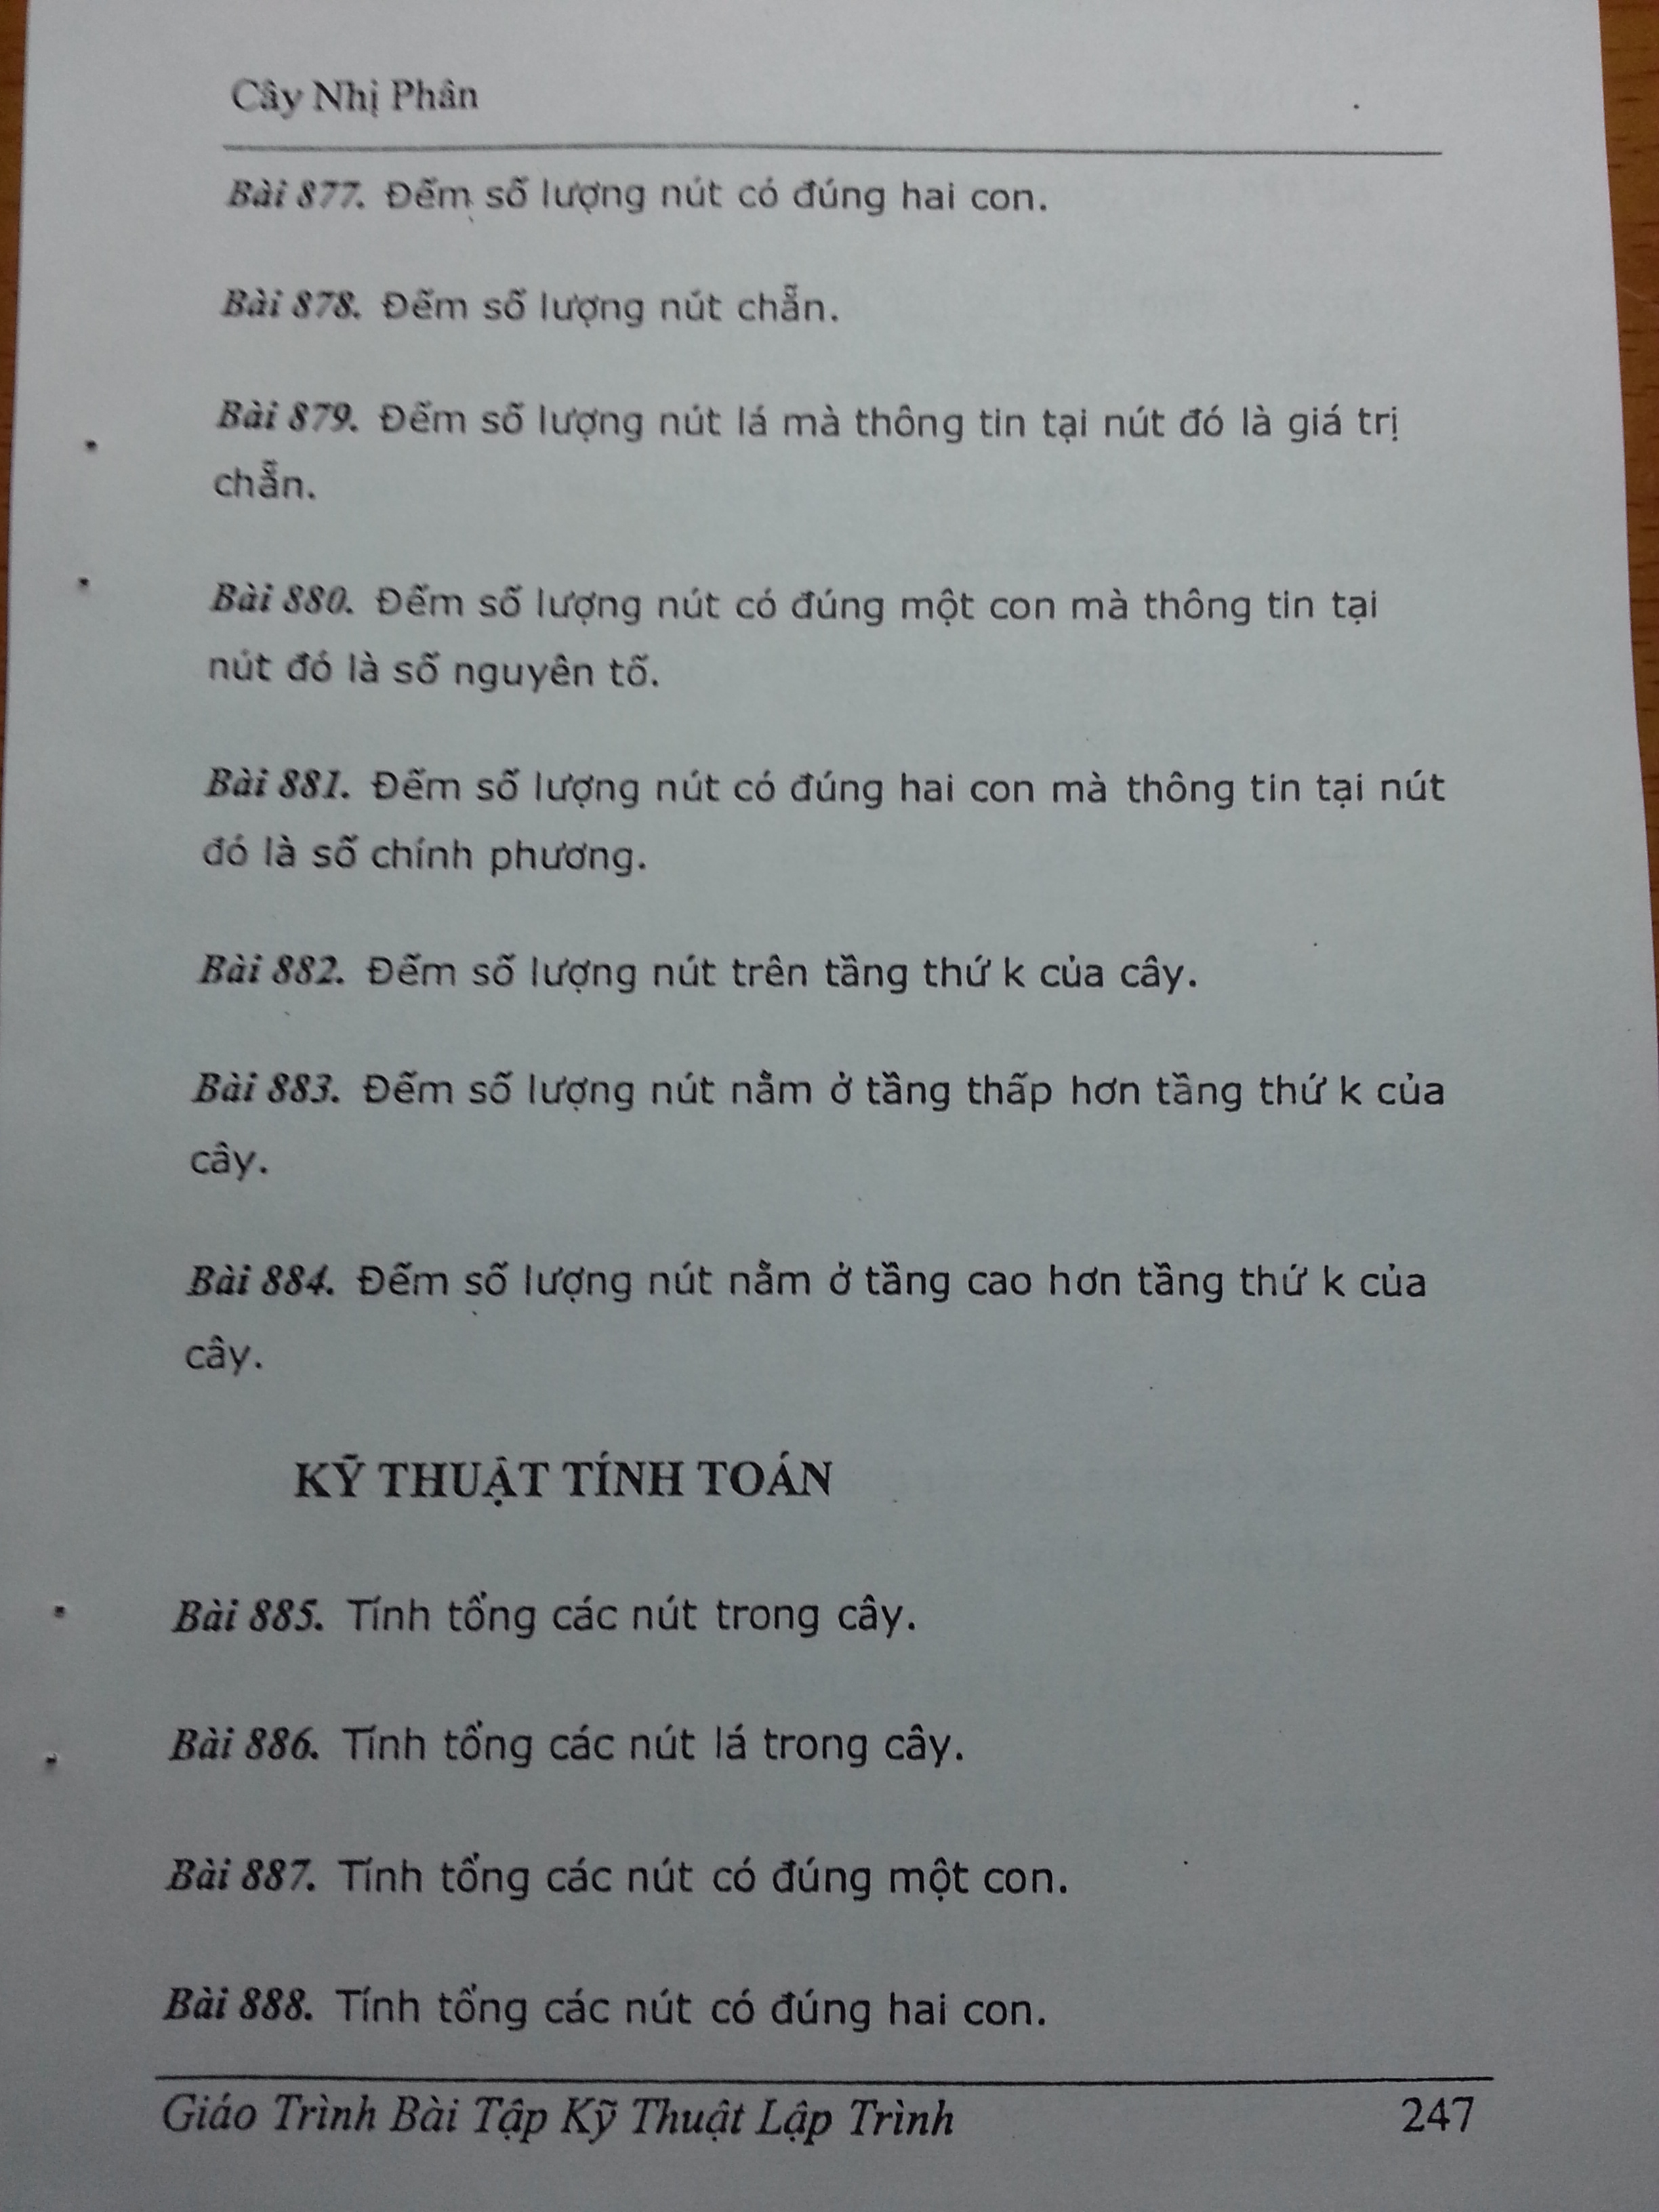 Cây Nhị Phân
Bài 877. Đếm số lượng nút có đúng hai con.
Bài 878. Đếm số lượng nút chẵn.
Bài 879. Đếm số lượng nút lá mà thông tin tại nút đó là giá trị
chẵn.
Bài 880. Đếm số lượng nút có đúng một con mà thông tin tại
nút đó là số nguyên tố.
Bài 881. Đếm số lượng nút có đúng hai con mà thông tin tại nút
đó là số chính phương.
Bài 882. Đếm số lượng nút trên tầng thứ k của cây.
Bài 883. Đếm số lượng nút nằm ở tầng thấp hơn tầng thứ k của
cây.
Bài 884. Đếm số lượng nút nằm ở tầng cao hơn tầng thứ k của
cây.
KỸ THUẬT TÍNH TOÁN
Bài 885. Tính tổng các nút trong cây.
Bài 886. Tính tổng các nút lá trong cây.
Bài 887. Tính tổng các nút có đúng một con.
Bài 888. Tính tổng các nút có đúng hai con.
Giáo Trình Bài Tập Kỹ Thuật Lập Trình 247